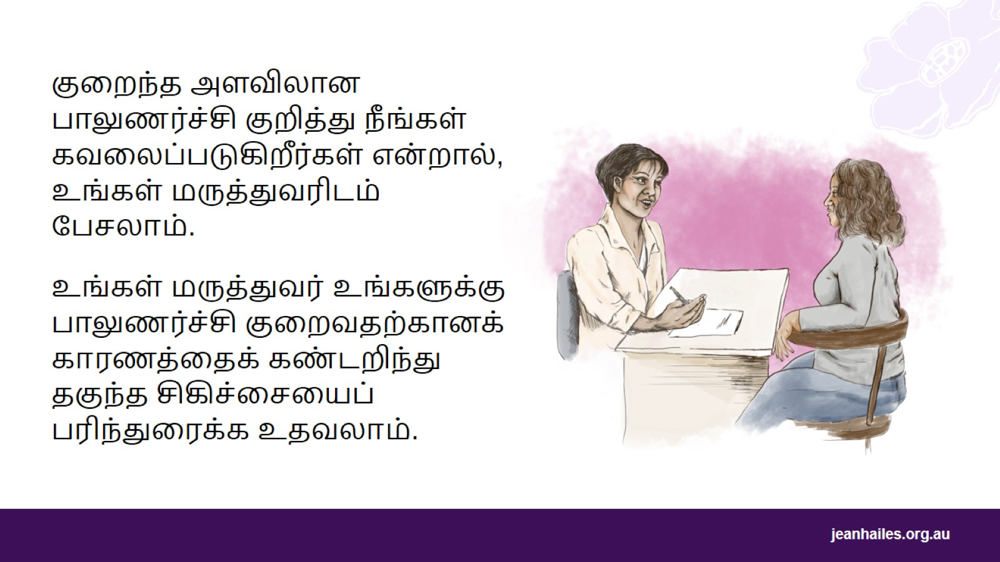 குறைந்த அளவிலான
பாலுணர்ச்சி குறித்து நீங்கள்
கவலைப்படுகிறீர்கள் என்றால்,
உங்கள் மருத்துவரிடம்
பேசலாம்.
உங்கள் மருத்துவர் உங்களுக்கு
பாலுணர்ச்சி குறைவதற்கானக்
காரணத்தைக் கண்டறிந்து
தகுந்த சிகிச்சையைப்
பரிந்துரைக்க உதவலாம்.
jeanhailes.org.au